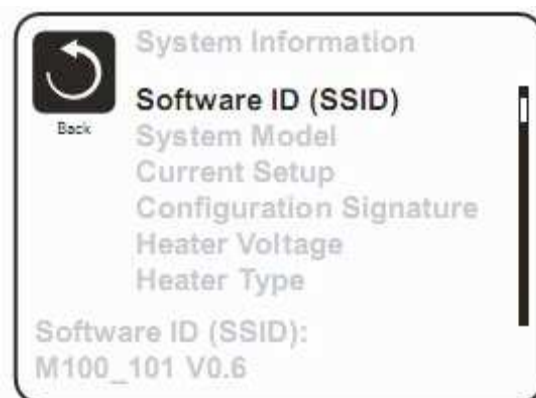 System Information
Back
Software ID (SSID)
System Model
Current Setup
Configuration Signature
Heater Voltage
Heater Type
Software ID (SSID):
M100_101 V0.6